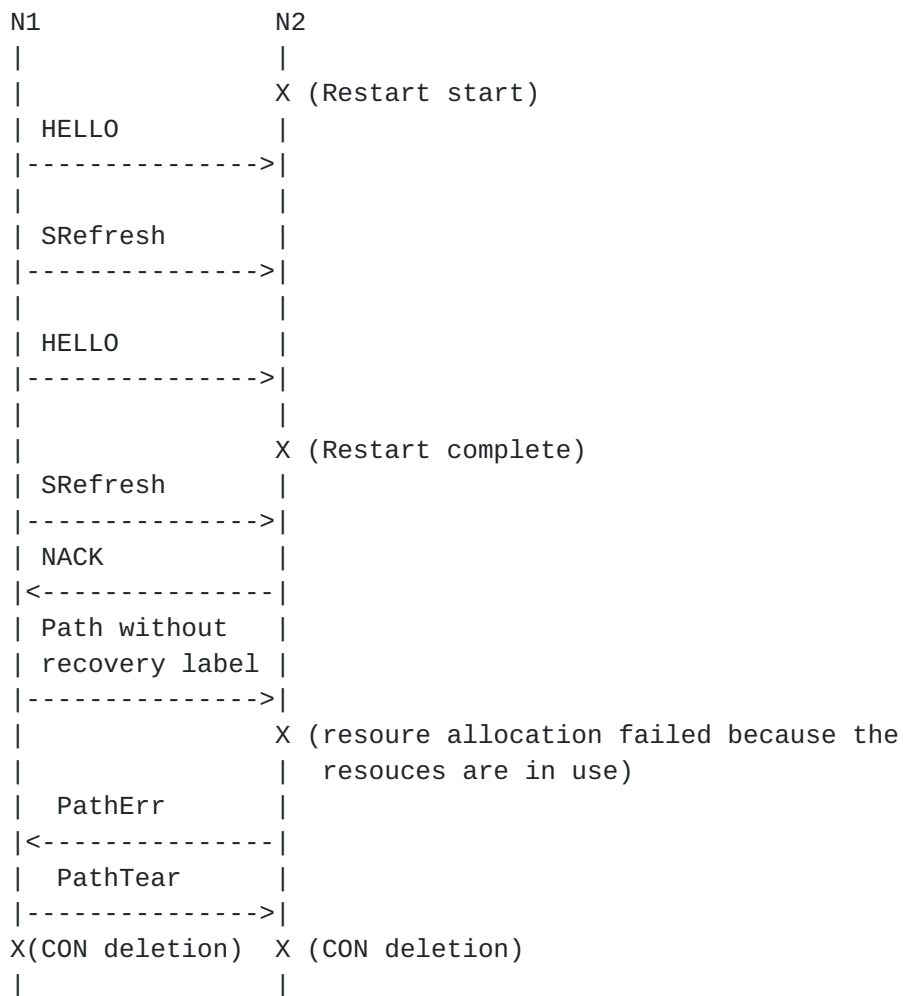 N1               N2
|                |
|                X (Restart start)
| HELLO          |
|--------------->|
|                |
| SRefresh       |
|--------------->|
|                |
| HELLO          |
|--------------->|
|                |
|                X (Restart complete)
| SRefresh       |
|--------------->|
| NACK           |
|<---------------|
| Path without   |
| recovery label |
|--------------->|
|                X (resoure allocation failed because the
|                |  resouces are in use)
|  PathErr       |
|<---------------|
|  PathTear      |
|--------------->|
X(CON deletion)  X (CON deletion)
|                |